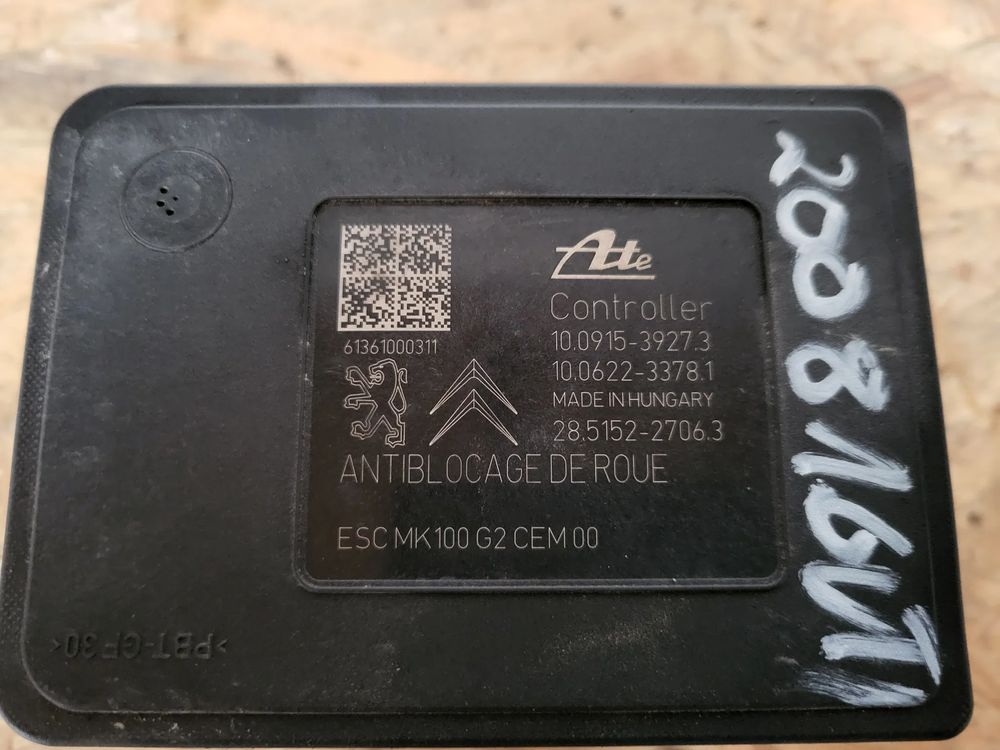 Ate
Controller
10.0915-3927.3
61361000311
10.0622-3378.1
MADE IN HUNGARY
28.5152-2706.3
ANTIBLOCAGE DE ROUE
ESC MK100 G2 CEM 00
>PBT-GF30<
2008 16VTI